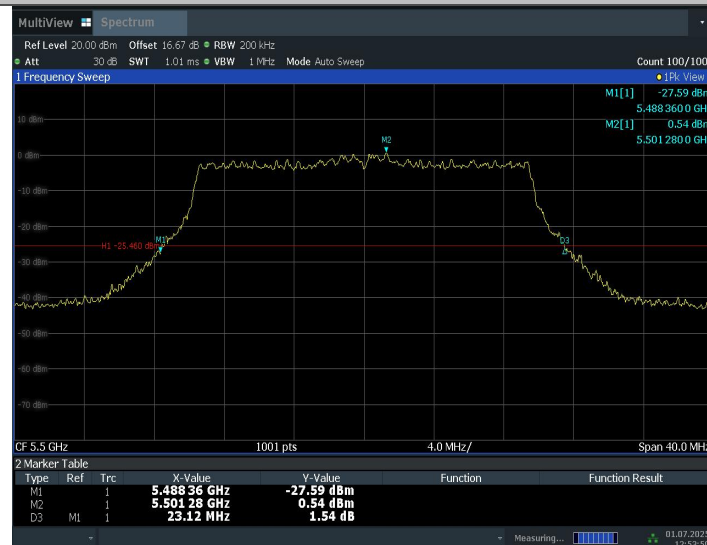 MultiView Spectrum
Ref Level 20.00 dBm Offset 16.67 dB RBW 200 kHz
Att 30 dB SWT 1.01 ms VBW 1 MHz Mode Auto Sweep Count 100/100
1 Frequency Sweep 1Pk View
M1[1] -27.59 dBm
5.488 360 0 GH
M2[1] 0.54 dBm
5.501 280 0 GH
10 dBm
M2
0 dBm
-10 dBm
-20 dBm
M1
D3
H1 -25.460 dBm
-30 dBm
-40 dBm
-50 dBm
-60 dBm
-70 dBm
CF 5.5 GHz 1001 pts 4.0 MHz/ Span 40.0 MHz
2 Marker Table
Type Ref Trc X-Value Y-Value Function Function Result
M1 1 5.488 36 GHz -27.59 dBm
M2 1 5.501 28 GHz 0.54 dBm
D3 M1 1 23.12 MHz 1.54 dB
Measuring... 01.07.2025